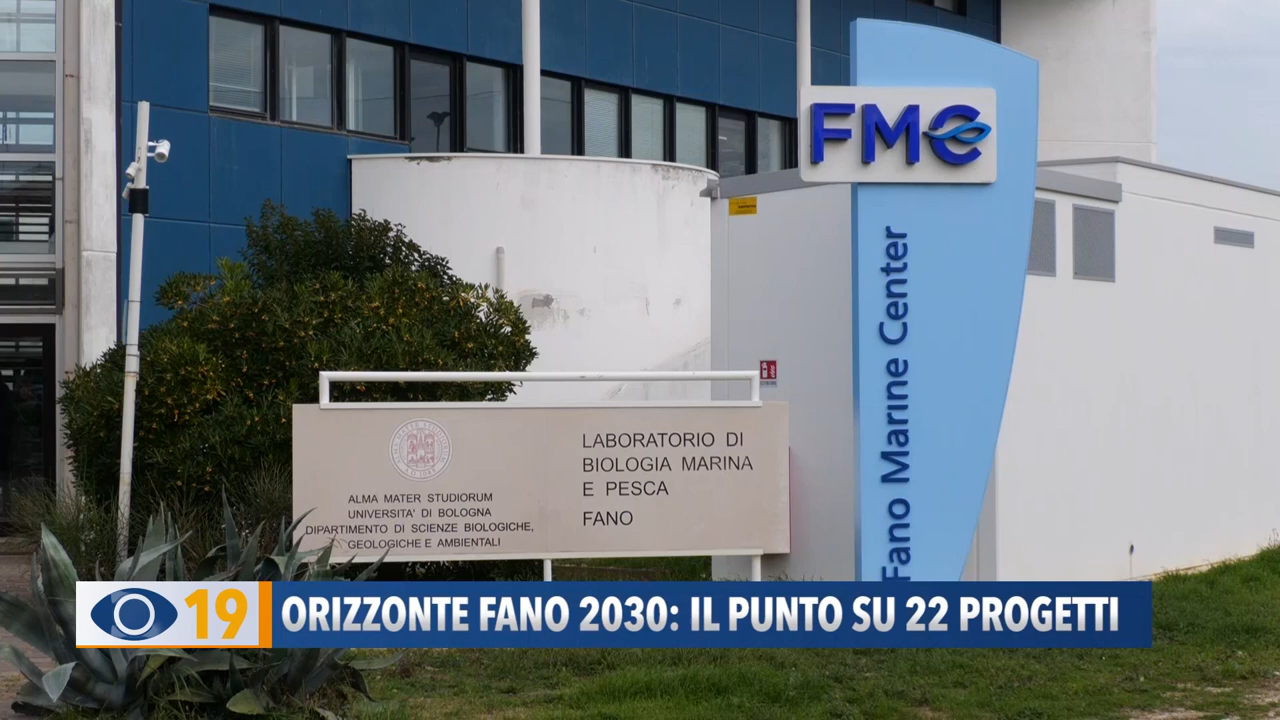 FMC
Fano Marine Center
ALMA MATER STUDIORUM
UNIVERSITA' DI BOLOGNA
DIPARTIMENTO DI SCIENZE BIOLOGICHE,
GEOLOGICHE E AMBIENTALI
LABORATORIO DI
BIOLOGIA MARINA
E PESCA
FANO
19
ORIZZONTE FANO 2030: IL PUNTO SU 22 PROGETTI